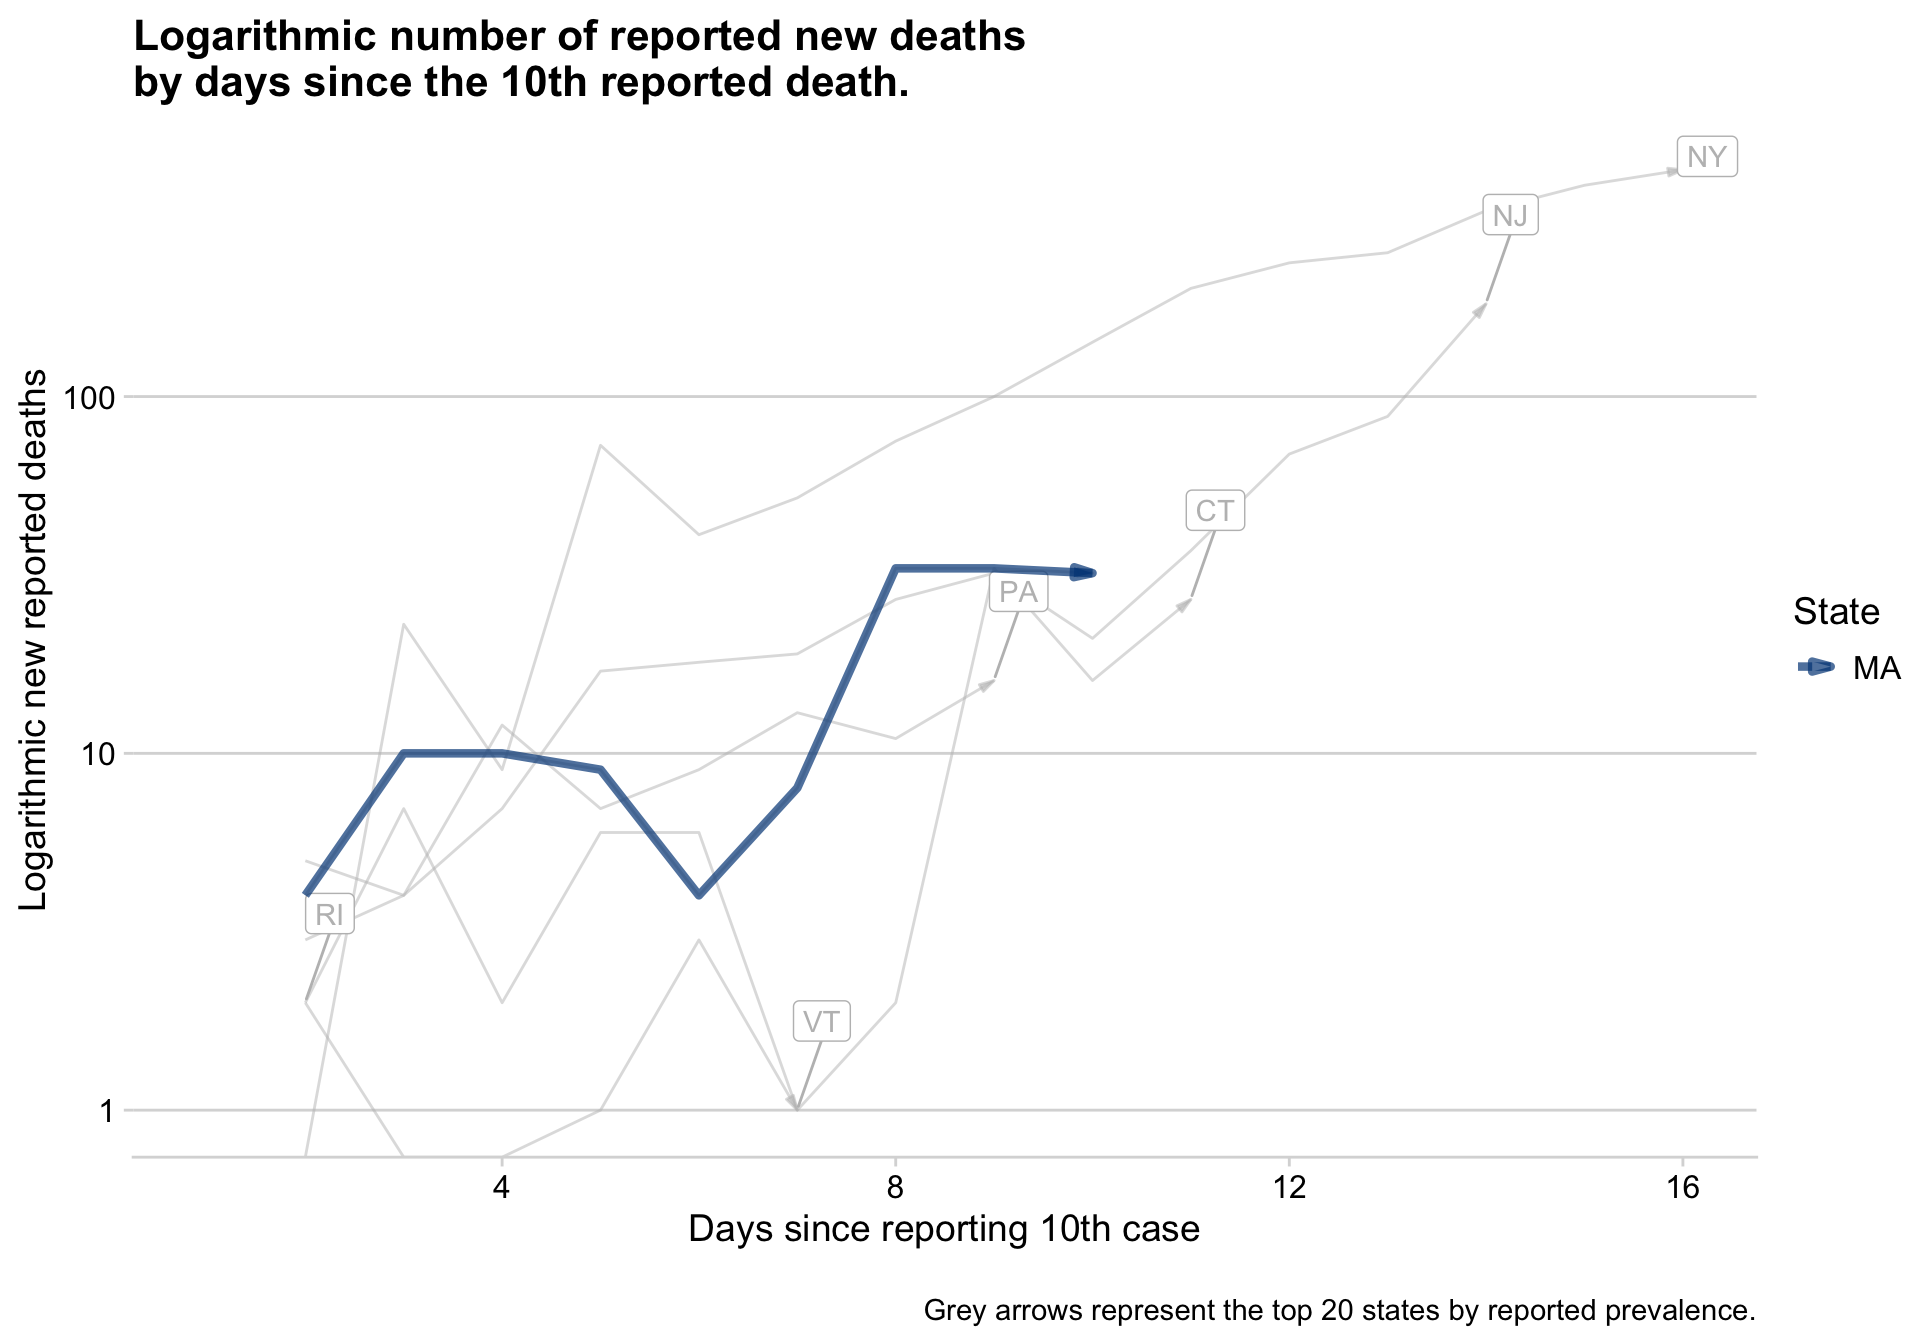 Logarithmic number of reported new deaths
by days since the 10th reported death.
NY
NJ
100
CT
PA
State
MA
10
RI
VT
1
4 8 12 16
Logarithmic new reported deaths
Days since reporting 10th case
Grey arrows represent the top 20 states by reported prevalence.